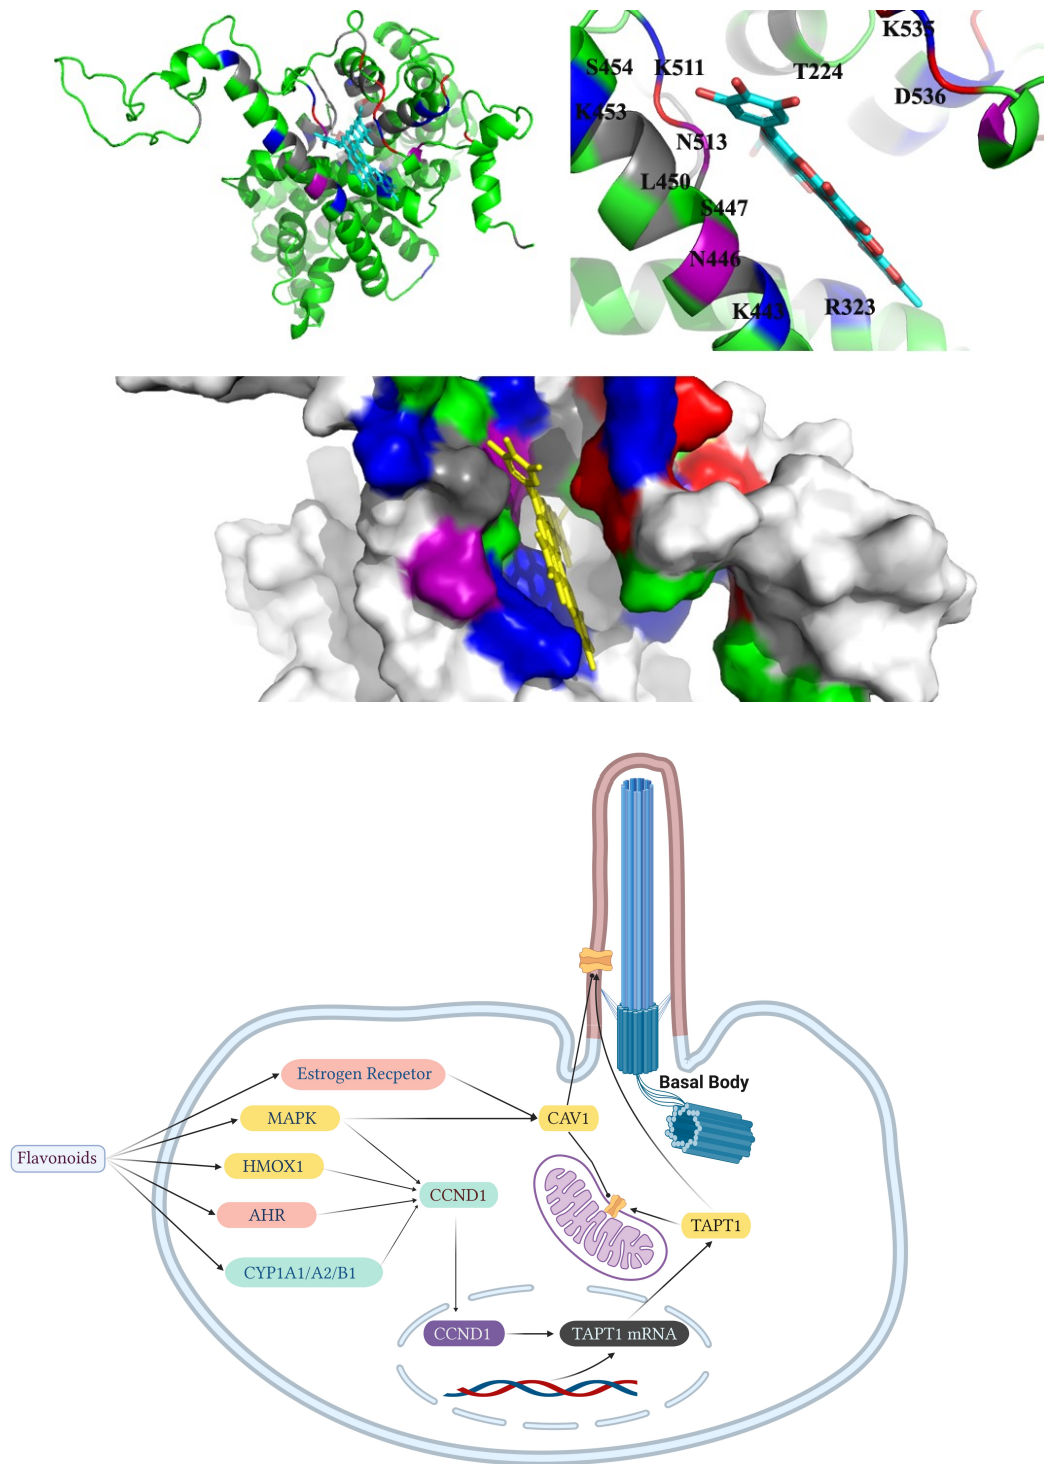 K535
S454
K511
T224
D536
K453
N513
L450
S447
N446
K443
R323
Basal Body
Estrogen Recpetor
MAPK
CAV1
Flavonoids
HMOX1
CCND1
AHR
TAPT1
CYP1A1/A2/B1
CCND1
TAPT1 mRNA